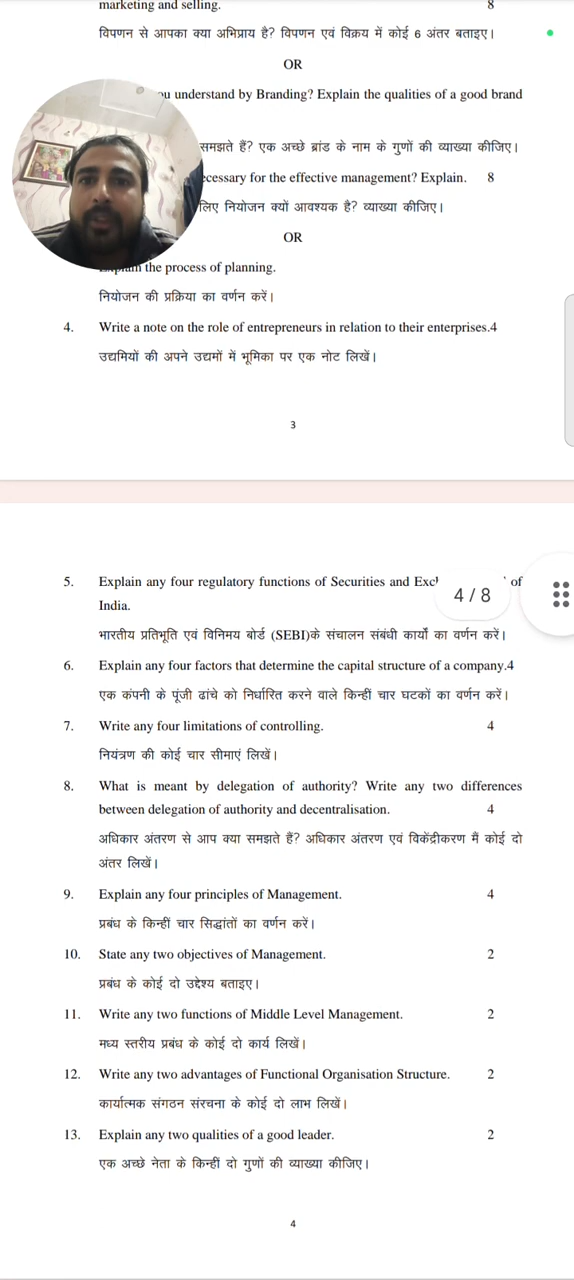 marketing and selling. 8
विपणन से आपका क्या अभिप्राय है? विपणन एवं विक्रय में कोई 6 अंतर बताइए।
OR
understand by Branding? Explain the qualities of a good brand
समझते हैं? एक अच्छे ब्रांड के नाम के गुणों की व्याख्या कीजिए।
for the effective management? Explain. 8
लिए नियोजन क्यों आवश्यक है? व्याख्या कीजिए।
OR
the process of planning.
नियोजन की प्रक्रिया का वर्णन करें।
4. Write a note on the role of entrepreneurs in relation to their enterprises.4
उद्यमियों की अपने उद्यमों में भूमिका पर एक नोट लिखें।
3
5. Explain any four regulatory functions of Securities and of
4 / 8
India.
भारतीय प्रतिभूति एवं विनिमय बोर्ड (SEBI)के संचालन संबंधी कार्यों का वर्णन करें।
6. Explain any four factors that determine the capital structure of a company.4
एक कंपनी के पूंजी ढांचे को निर्धारित करने वाले किन्हीं चार घटकों का वर्णन करें।
7. Write any four limitations of controlling. 4
नियंत्रण की कोई चार सीमाएं लिखें।
8. What is meant by delegation of authority? Write any two differences
between delegation of authority and decentralisation. 4
अधिकार अंतरण से आप क्या समझते हैं? अधिकार अंतरण एवं विकेंद्रीकरण मैं कोई दो
अंतर लिखें।
9. Explain any four principles of Management. 4
प्रबंध के किन्हीं चार सिद्धांतों का वर्णन करें।
10. State any two objectives of Management. 2
प्रबंध के कोई दो उद्देश्य बताइए।
11. Write any two functions of Middle Level Management. 2
मध्य स्तरीय प्रबंध के कोई दो कार्य लिखें।
12. Write any two advantages of Functional Organisation Structure. 2
कार्यात्मक संगठन संरचना के कोई दो लाभ लिखें।
13. Explain any two qualities of a good leader. 2
एक अच्छे नेता के किन्हीं दो गुणों की व्याख्या कीजिए।
4